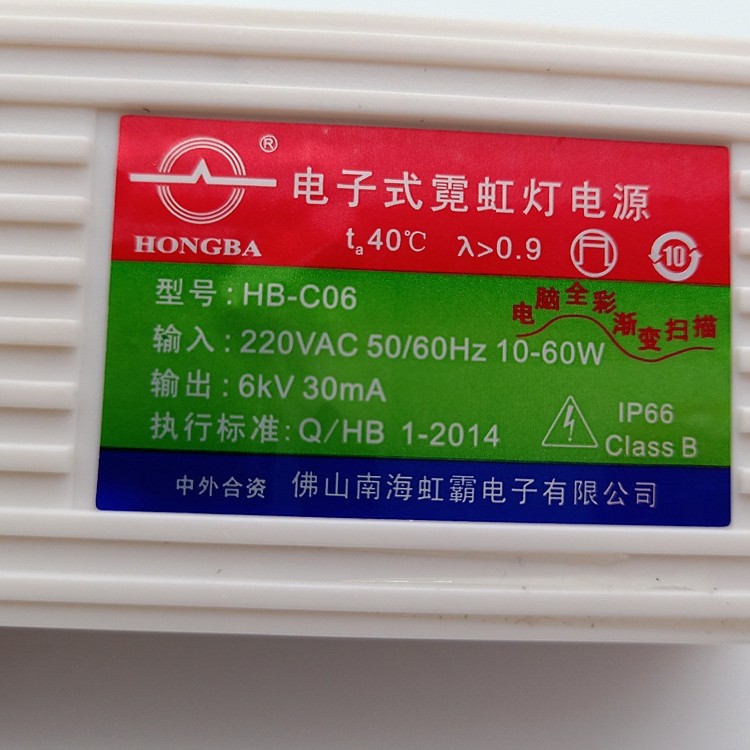 ®
电子式霓虹灯电源
HONGBA
ta40℃ λ>0.9
10
型号:HB-C06
电脑全彩
渐变扫描
输入:220VAC 50/60Hz 10-60W
输出:6kV 30mA
执行标准:Q/HB 1-2014
IP66
Class B
中外合资 佛山南海虹霸电子有限公司